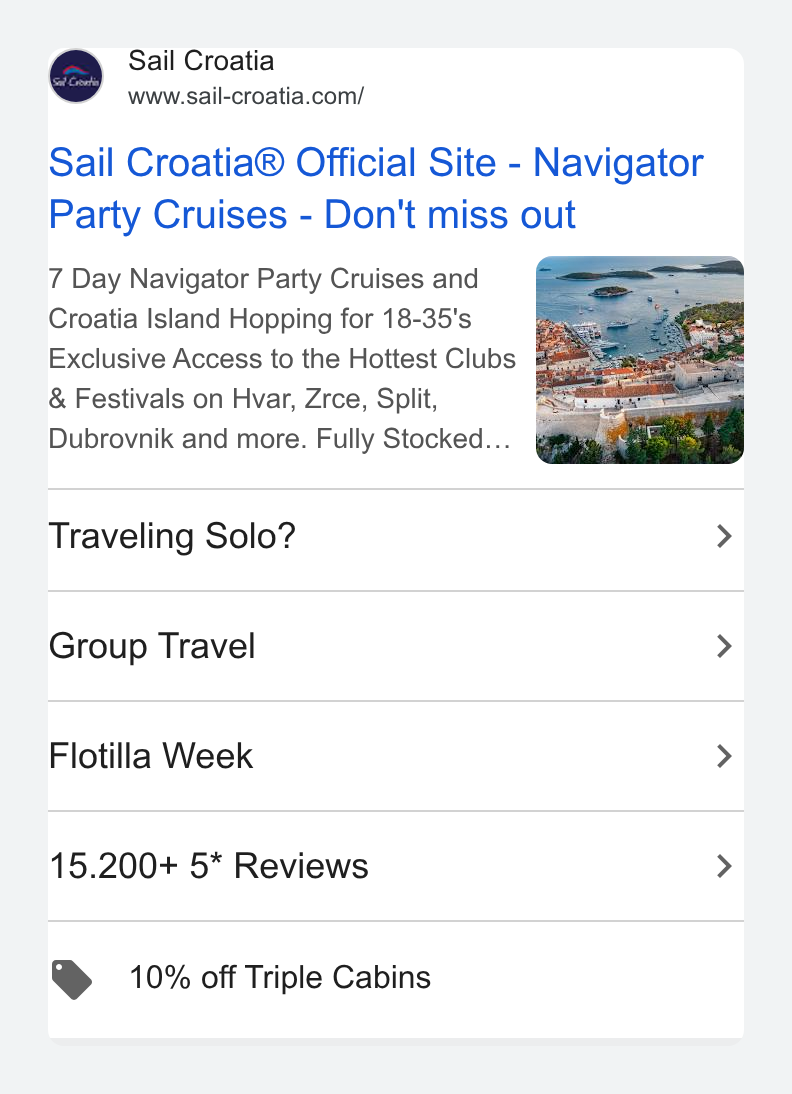 Sail Croatia
Sail Croatia
www.sail-croatia.com/
Sail Croatia® Official Site - Navigator
Party Cruises - Don't miss out
7 Day Navigator Party Cruises and
Croatia Island Hopping for 18-35's
Exclusive Access to the Hottest Clubs
& Festivals on Hvar, Zrce, Split,
Dubrovnik and more. Fully Stocked…
Traveling Solo?
Group Travel
Flotilla Week
15.200+ 5* Reviews
10% off Triple Cabins